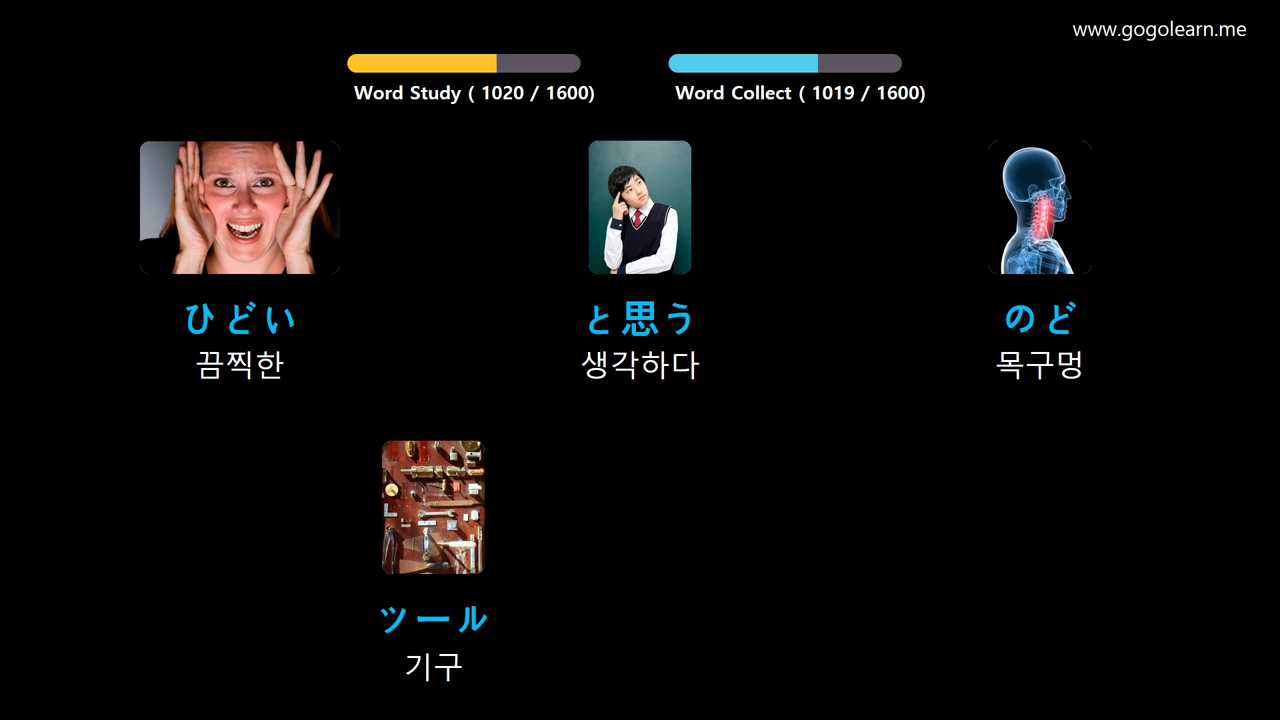 www.gogolearn.me
Word Study ( 1020 / 1600)
Word Collect ( 1019 / 1600)
ひどい
끔찍한
と思う
생각하다
のど
목구멍
ツール
기구